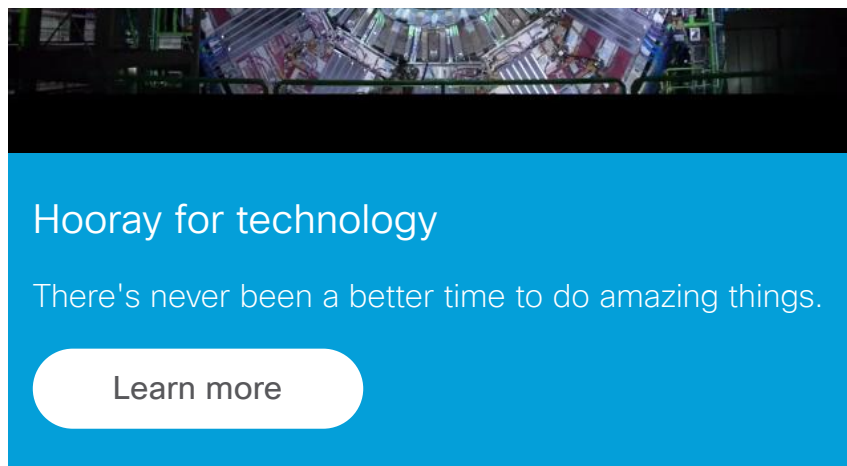 Hooray for technology
There's never been a better time to do amazing things.
Learn more